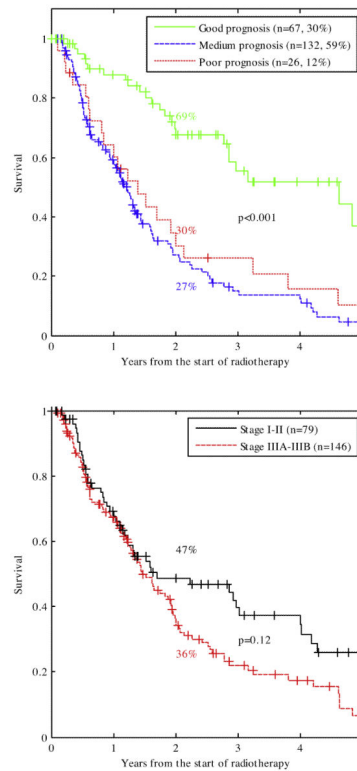 Good prognosis (n=67, 30%)
Medium prognosis (n=132, 59%)
Poor prognosis (n=26, 12%)
1
0.8
0.6
0.4
0.2
0
Survival
69%
p<0.001
30%
27%
0
1
2
3
4
5
Years from the start of radiotherapy
Stage I-II (n=79)
Stage IIIA-IIIB (n=146)
1
0.8
0.6
0.4
0.2
0
Survival
47%
p=0.12
36%
0
1
2
3
4
5
Years from the start of radiotherapy